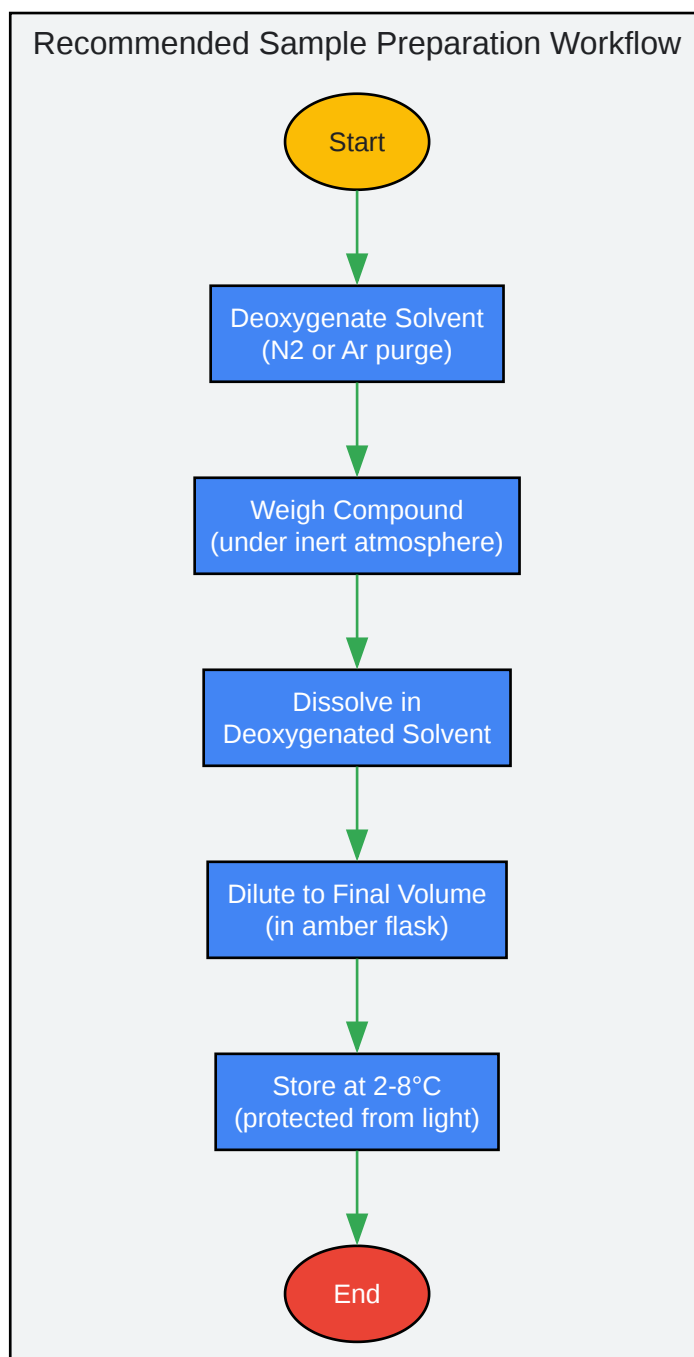 Recommended Sample Preparation Workflow
Start
Deoxygenate Solvent
(N2 or Ar purge)
Weigh Compound
(under inert atmosphere)
Dissolve in
Deoxygenated Solvent
Dilute to Final Volume
(in amber flask)
Store at 2-8°C
(protected from light)
End